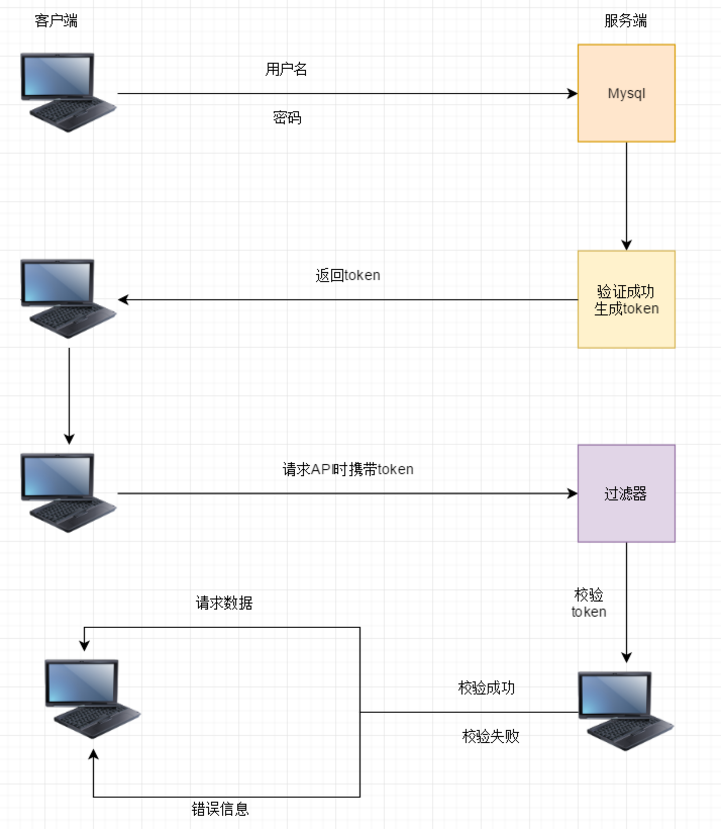 客户端
服务端
用户名
密码
Mysql
返回token
验证成功
生成token
请求API时携带token
过滤器
校验
token
请求数据
校验成功
校验失败
错误信息